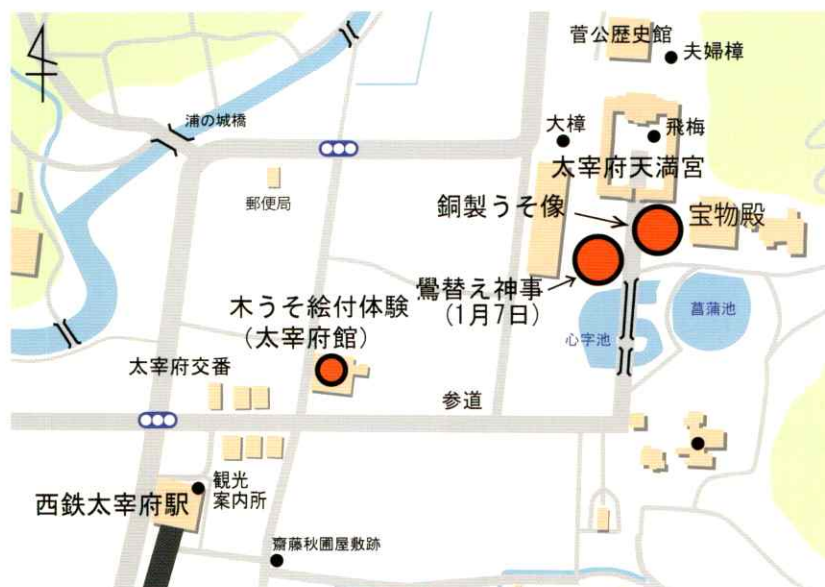 菅公歴史館
夫婦樟
浦の城橋
大樟
飛梅
太宰府天満宮
郵便局
銅製うそ像
宝物殿
鷽替え神事
(1月7日)
木うそ絵付体験
(太宰府館)
心字池
菖蒲池
太宰府交番
参道
観光
案内所
西鉄太宰府駅
齋藤秋圃屋敷跡